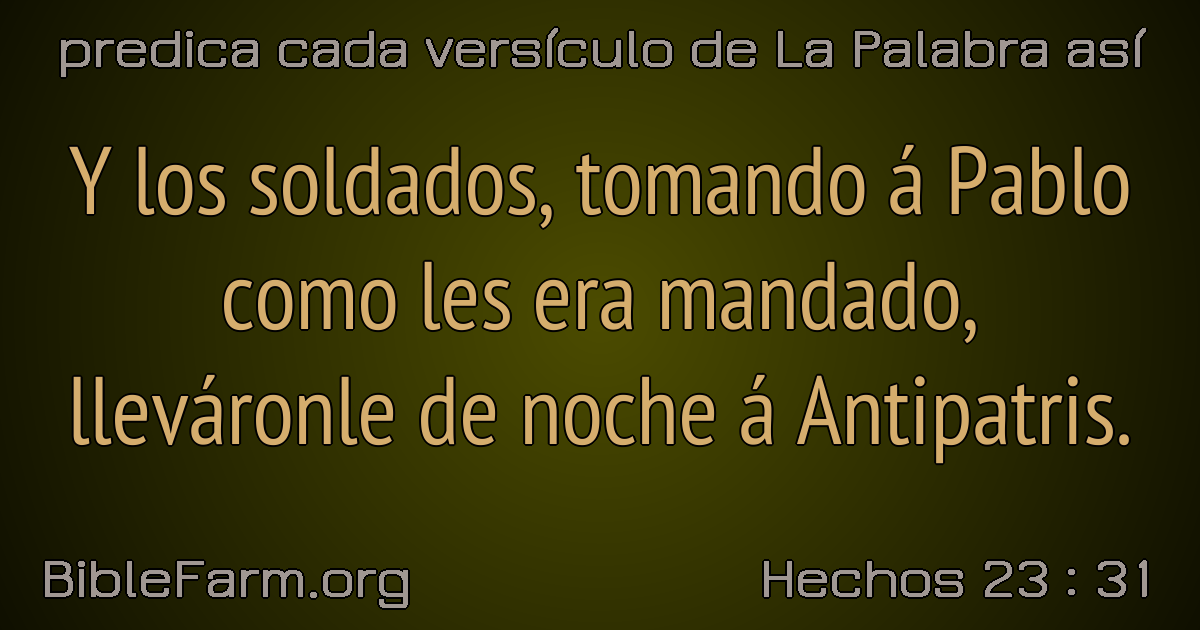 predica cada versículo de La Palabra así
Y los soldados, tomando á Pablo
como les era mandado,
lleváronle de noche á Antipatris.
BibleFarm.org
Hechos 23 : 31